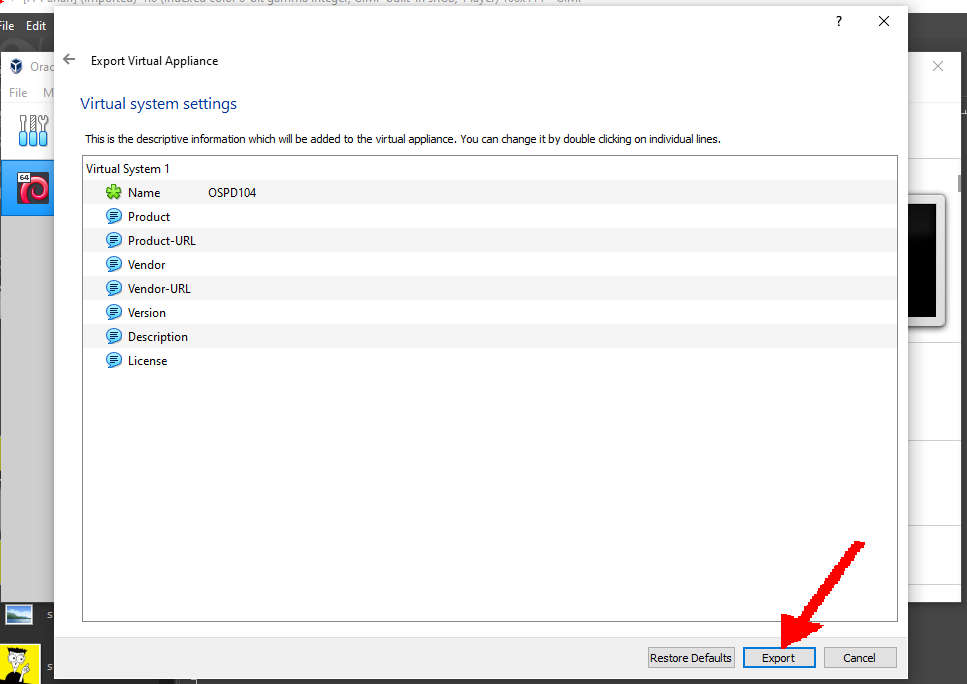 File Edit
?
Orac
Export Virtual Appliance
File M
Virtual system settings
This is the descriptive information which will be added to the virtual appliance. You can change it by double clicking on individual lines.
Virtual System 1
64
Name OSPD104
Product
Product-URL
Vendor
Vendor-URL
Version
Description
License
s
Restore Defaults Export Cancel
s